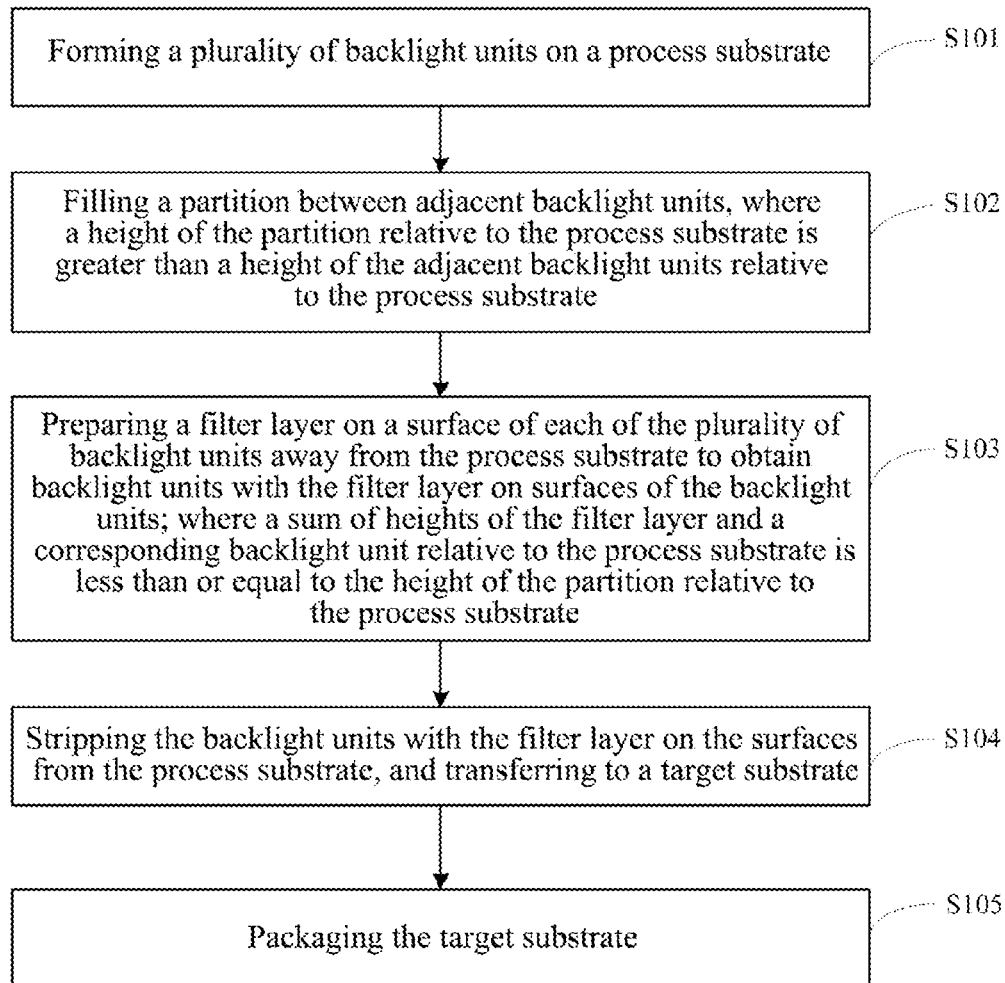 Forming a plurality of backlight units on a process substrate
S101
Filling a partition between adjacent backlight units, where
a height of the partition relative to the process substrate is
greater than a height of the adjacent backlight units relative
to the process substrate
S102
Preparing a filter layer on a surface of each of the plurality of
backlight units away from the process substrate to obtain
backlight units with the filter layer on surfaces of the backlight
units; where a sum of heights of the filter layer and a
corresponding backlight unit relative to the process substrate is
less than or equal to the height of the partition relative to
the process substrate
S103
Stripping the backlight units with the filter layer on the surfaces
from the process substrate, and transferring to a target substrate
S104
Packaging the target substrate
S105